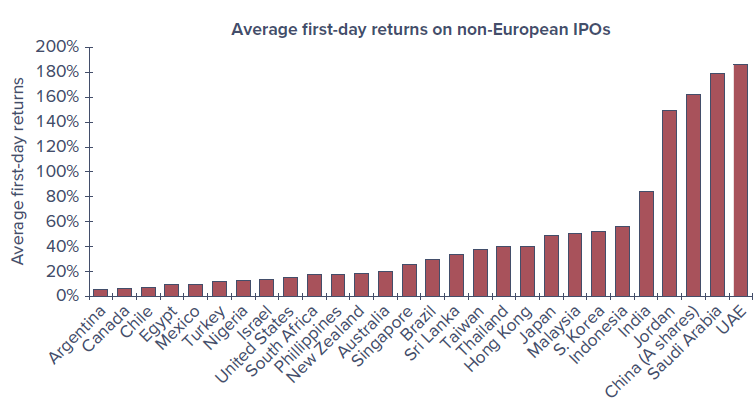 Average first-day returns on non-European IPOs
Average first-day returns
200%
180%
160%
140%
120%
100%
80%
60%
40%
20%
0%
Argentina
Canada
Chile
Egypt
Mexico
Turkey
Nigeria
Israel
United States
South Africa
Phillippines
New Zealand
Australia
Singapore
Brazil
Sri Lanka
Taiwan
Thailand
Hong Kong
Japan
Malaysia
S. Korea
Indonesia
India
Jordan
China (A shares)
Saudi Arabia
UAE